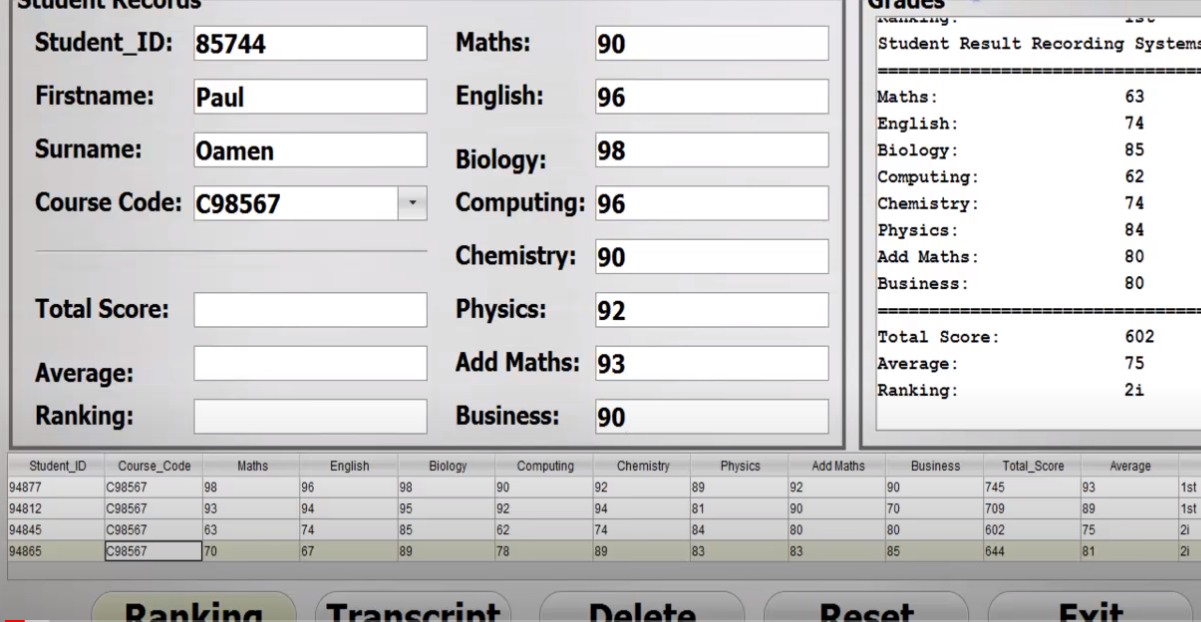 Student Records
Student_ID: 85744
Firstname: Paul
Surname: Oamen
Course Code: C98567
Total Score:
Average:
Ranking:
Maths: 90
English: 96
Biology: 98
Computing: 96
Chemistry: 90
Physics: 92
Add Maths: 93
Business: 90
Grades
Ranking: 1st
Student Result Recording Systems
Maths: 63
English: 74
Biology: 85
Computing: 62
Chemistry: 74
Physics: 84
Add Maths: 80
Business: 80
Total Score: 602
Average: 75
Ranking: 2i
Student_ID Course_Code Maths English Biology Computing Chemistry Physics Add Maths Business Total_Score Average
94877 C98567 98 96 98 90 92 89 92 90 745 93 1st
94812 C98567 93 94 95 92 94 81 90 70 709 89 1st
94845 C98567 63 74 85 62 74 84 80 80 602 75 2i
94865 C98567 70 67 89 78 89 83 83 85 644 81 2i
Ranking Transcript Delete Reset Exit